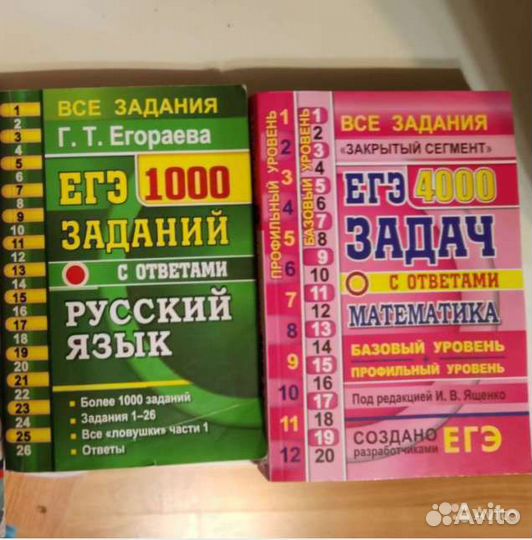 1
2
3
4
5
6
7
8
9
10
11
12
13
14
15
16
17
18
19
20
21
22
23
24
25
26
ВСЕ ЗАДАНИЯ
Г. Т. Егораева
ЕГЭ 1000
ЗАДАНИЙ
С ОТВЕТАМИ
РУССКИЙ
ЯЗЫК
• Более 1000 заданий
• Задания 1–26
• Все «ловушки» части 1
• Ответы
ПРОФИЛЬНЫЙ УРОВЕНЬ
1
2
3
4
5
6
7
8
9
10
11
12
БАЗОВЫЙ УРОВЕНЬ
1
2
3
4
5
6
7
8
9
10
11
12
13
14
15
16
17
18
19
20
ВСЕ ЗАДАНИЯ
«ЗАКРЫТЫЙ СЕГМЕНТ»
ЕГЭ 4000
ЗАДАЧ
С ОТВЕТАМИ
МАТЕМАТИКА
БАЗОВЫЙ УРОВЕНЬ
ПРОФИЛЬНЫЙ УРОВЕНЬ
Под редакцией И. В. Ященко
СОЗДАНО
разработчиками ЕГЭ
Avito